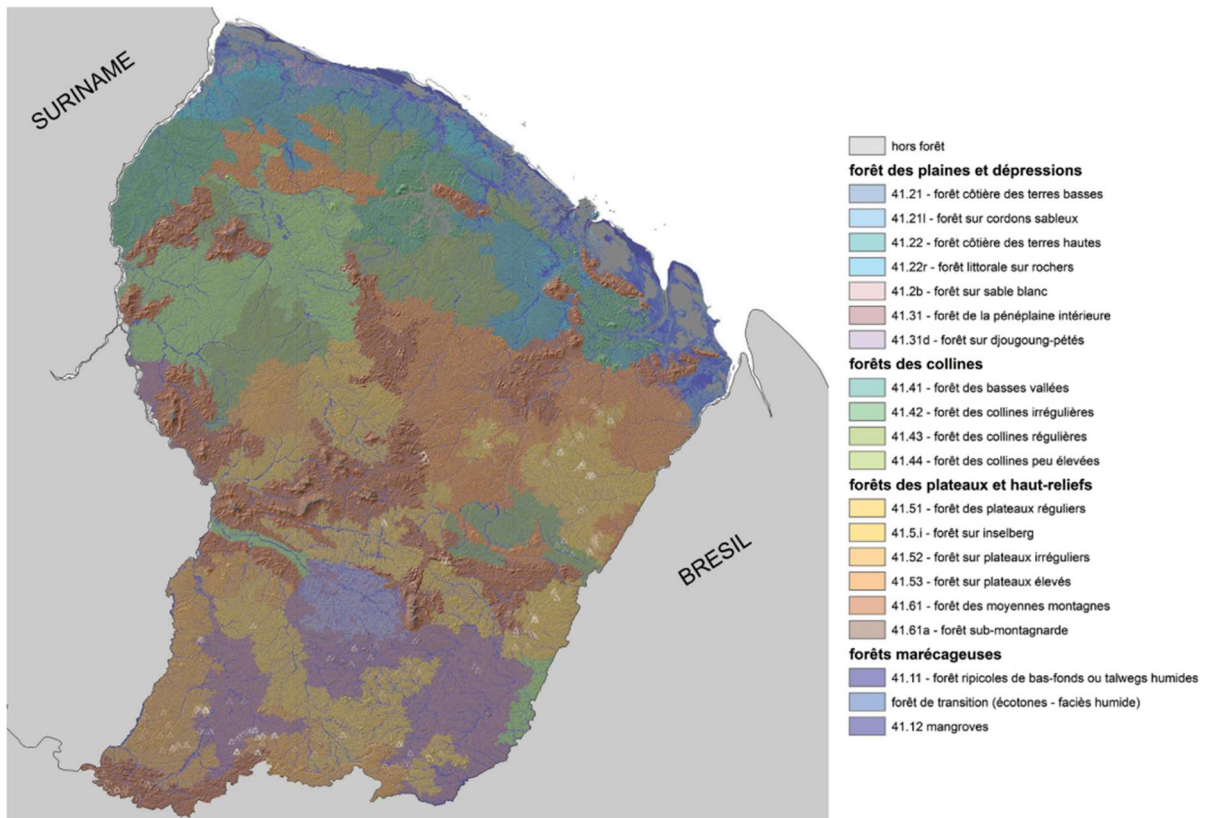 SURINAME
BRESIL
hors forêt
forêt des plaines et dépressions
41.21 - forêt côtière des terres basses
41.21l - forêt sur cordons sableux
41.22 - forêt côtière des terres hautes
41.22r - forêt littorale sur rochers
41.2b - forêt sur sable blanc
41.31 - forêt de la pénéplaine intérieure
41.31d - forêt sur djougoung-pétés
forêts des collines
41.41 - forêt des basses vallées
41.42 - forêt des collines irrégulières
41.43 - forêt des collines régulières
41.44 - forêt des collines peu élevées
forêts des plateaux et haut-reliefs
41.51 - forêt des plateaux réguliers
41.5.i - forêt sur inselberg
41.52 - forêt sur plateaux irréguliers
41.53 - forêt sur plateaux élevés
41.61 - forêt des moyennes montagnes
41.61a - forêt sub-montagnarde
forêts marécageuses
41.11 - forêt ripicoles de bas-fonds ou talwegs humides
forêt de transition (écotones - faciès humide)
41.12 mangroves